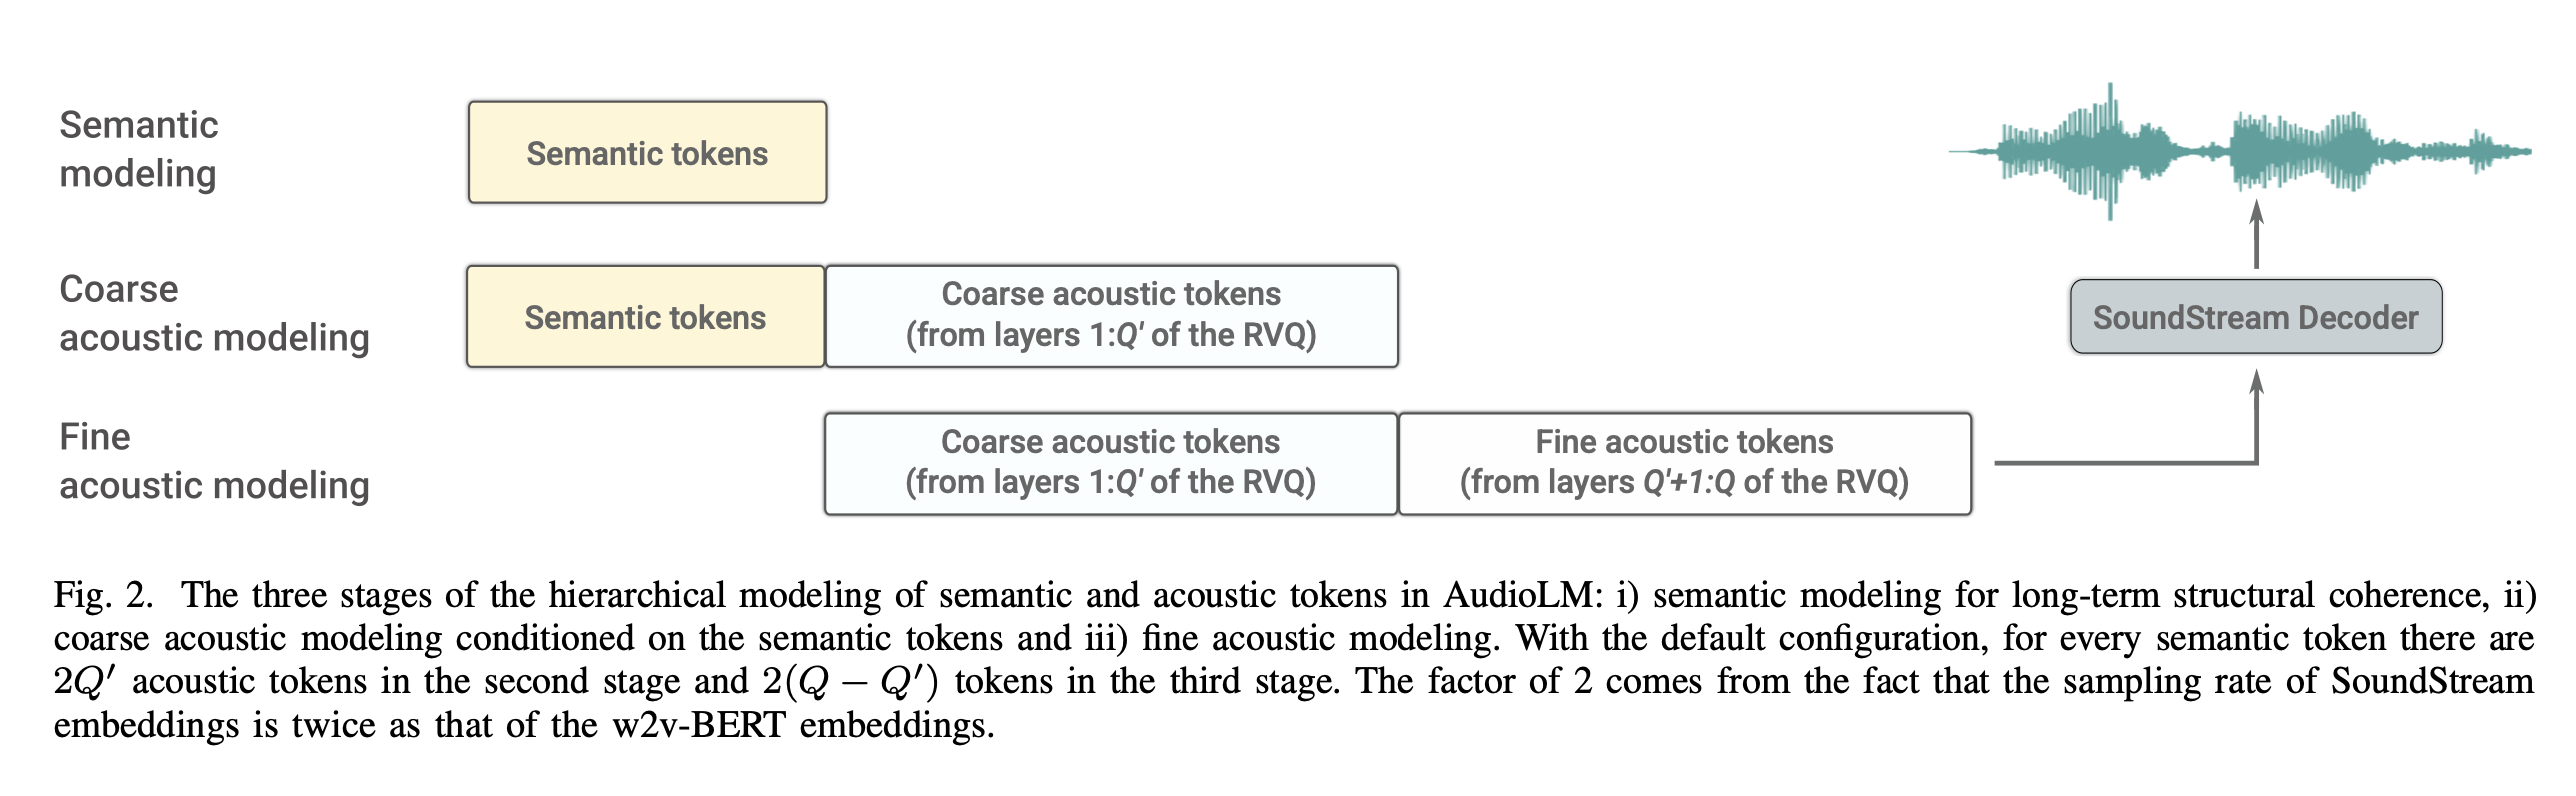 Semantic
modeling
Semantic tokens
Coarse
acoustic modeling
Semantic tokens
Coarse acoustic tokens
(from layers 1:Q' of the RVQ)
SoundStream Decoder
Fine
acoustic modeling
Coarse acoustic tokens
(from layers 1:Q' of the RVQ)
Fine acoustic tokens
(from layers Q'+1:Q of the RVQ)
Fig. 2. The three stages of the hierarchical modeling of semantic and acoustic tokens in AudioLM: i) semantic modeling for long-term structural coherence, ii)
coarse acoustic modeling conditioned on the semantic tokens and iii) fine acoustic modeling. With the default configuration, for every semantic token there are
2Q′ acoustic tokens in the second stage and 2(Q − Q′) tokens in the third stage. The factor of 2 comes from the fact that the sampling rate of SoundStream
embeddings is twice as that of the w2v-BERT embeddings.